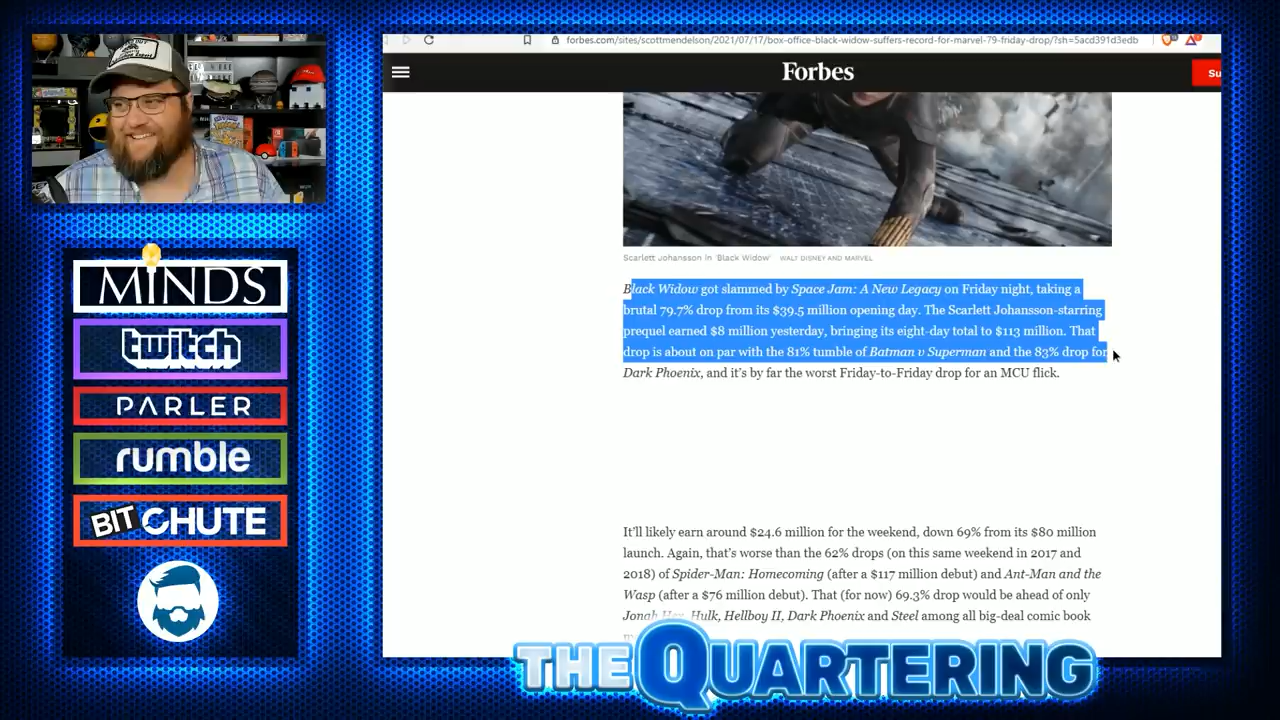 forbes.com/sites/scottmendelson/2021/07/17/box-office-black-widow-suffers-record-for-marvel-79-friday-drop/?sh=5acd391d3edb
Forbes
Su
Scarlett Johansson in 'Black Widow' WALT DISNEY AND MARVEL
Black Widow got slammed by Space Jam: A New Legacy on Friday night, taking a
brutal 79.7% drop from its $39.5 million opening day. The Scarlett Johansson-starring
prequel earned $8 million yesterday, bringing its eight-day total to $113 million. That
drop is about on par with the 81% tumble of Batman v Superman and the 83% drop for
Dark Phoenix, and it's by far the worst Friday-to-Friday drop for an MCU flick.
It'll likely earn around $24.6 million for the weekend, down 69% from its $80 million
launch. Again, that's worse than the 62% drops (on this same weekend in 2017 and
2018) of Spider-Man: Homecoming (after a $117 million debut) and Ant-Man and the
Wasp (after a $76 million debut). That (for now) 69.3% drop would be ahead of only
Jonah Hex, Hulk, Hellboy II, Dark Phoenix and Steel among all big-deal comic book
MINDS
twitch
PARLER
rumble
BITCHUTE
THE QUARTERING